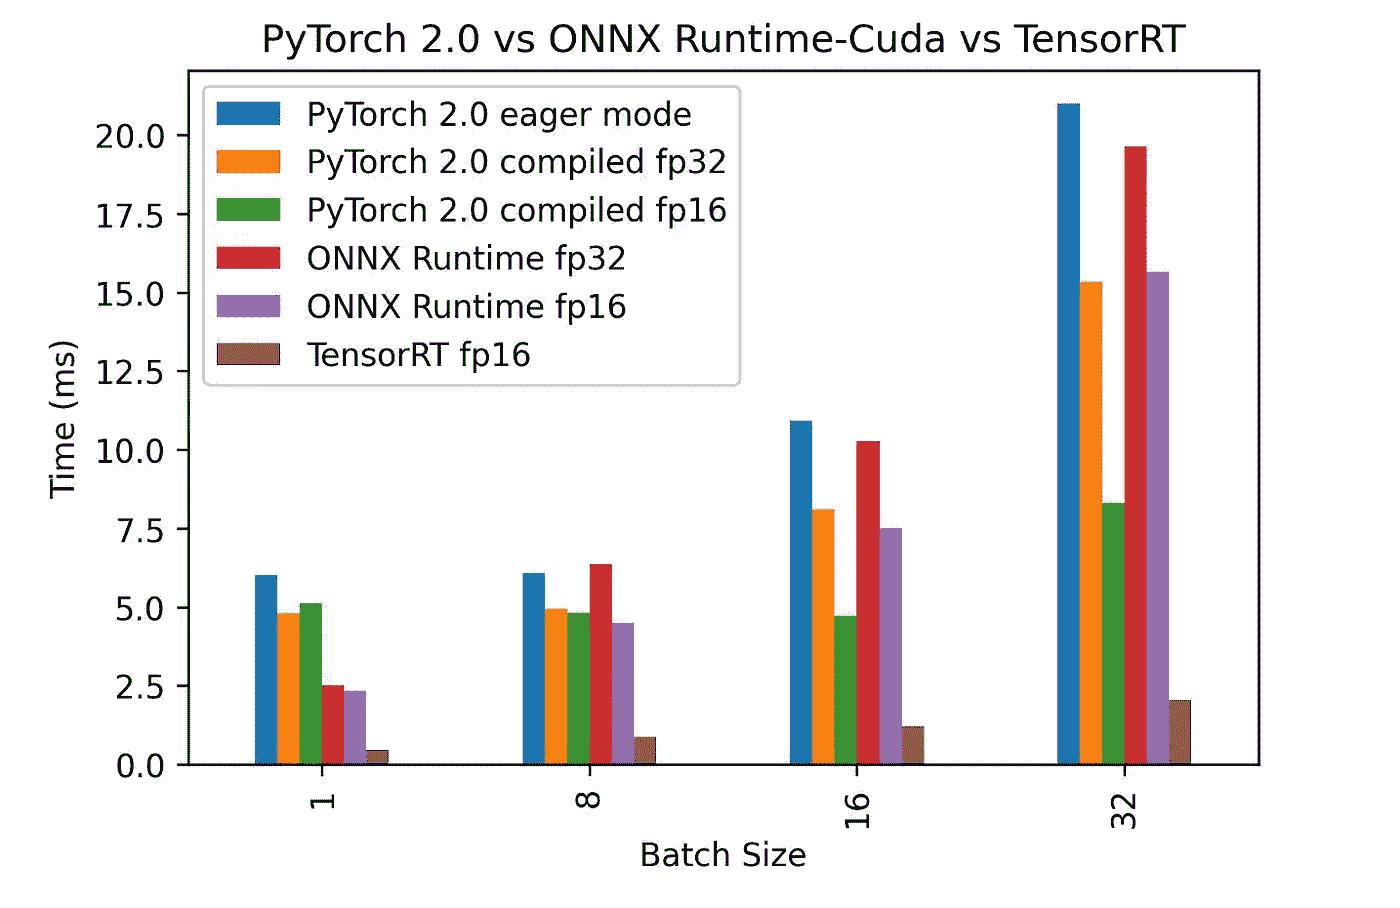 PyTorch 2.0 vs ONNX Runtime-Cuda vs TensorRT
PyTorch 2.0 eager mode
PyTorch 2.0 compiled fp32
PyTorch 2.0 compiled fp16
ONNX Runtime fp32
ONNX Runtime fp16
TensorRT fp16
Time (ms)
20.0
17.5
15.0
12.5
10.0
7.5
5.0
2.5
0.0
1
8
16
32
Batch Size